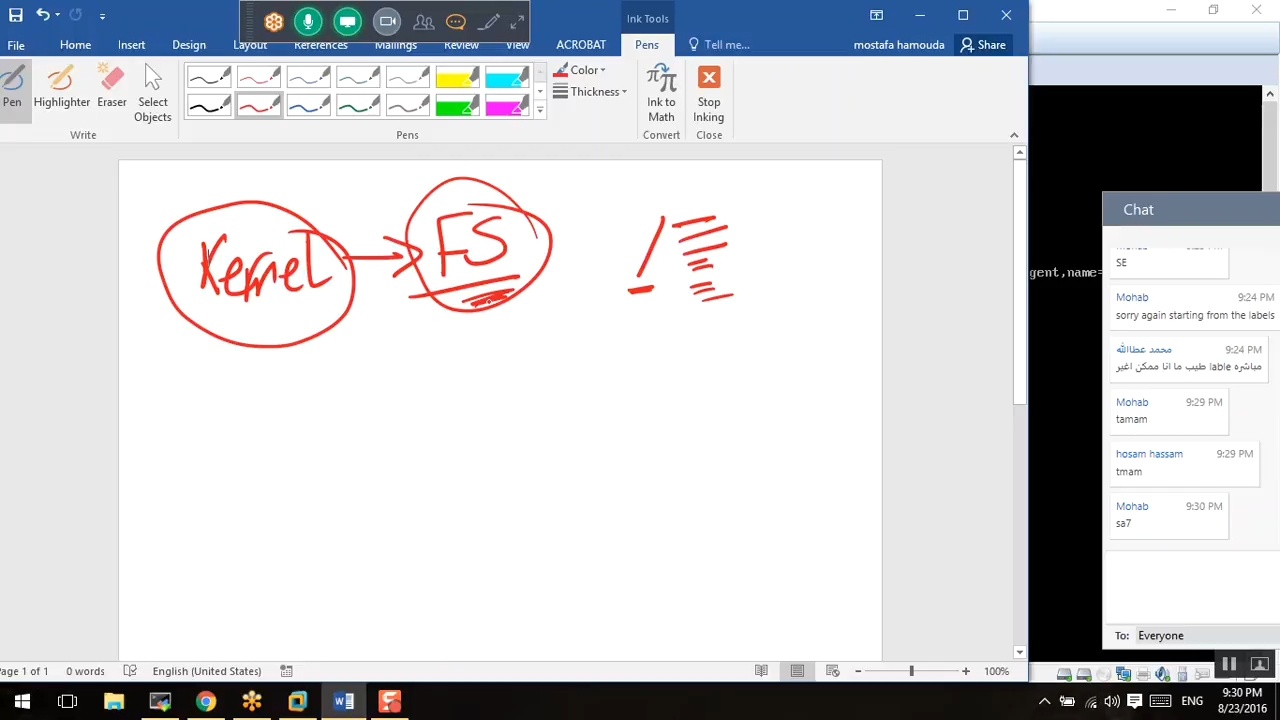 Ink Tools
File
Home
Insert
Design
Layout
References
Mailings
Review
View
ACROBAT
Pens
Tell me...
mostafa hamouda
Share
Pen
Highlighter
Eraser
Select
Objects
Color
Thickness
Ink to
Math
Stop
Inking
Write
Pens
Convert
Close
Kernel
FS
/
gent,name=
Chat
SE
Mohab 9:24 PM
sorry again starting from the labels
محمد عطاالله 9:24 PM
مباشره lable طيب ما انا ممكن اغير
Mohab 9:29 PM
tamam
hosam hassam 9:29 PM
tmam
Mohab 9:30 PM
sa7
To: Everyone
Page 1 of 1 0 words English (United States) 100%
ENG
9:30 PM
8/23/2016